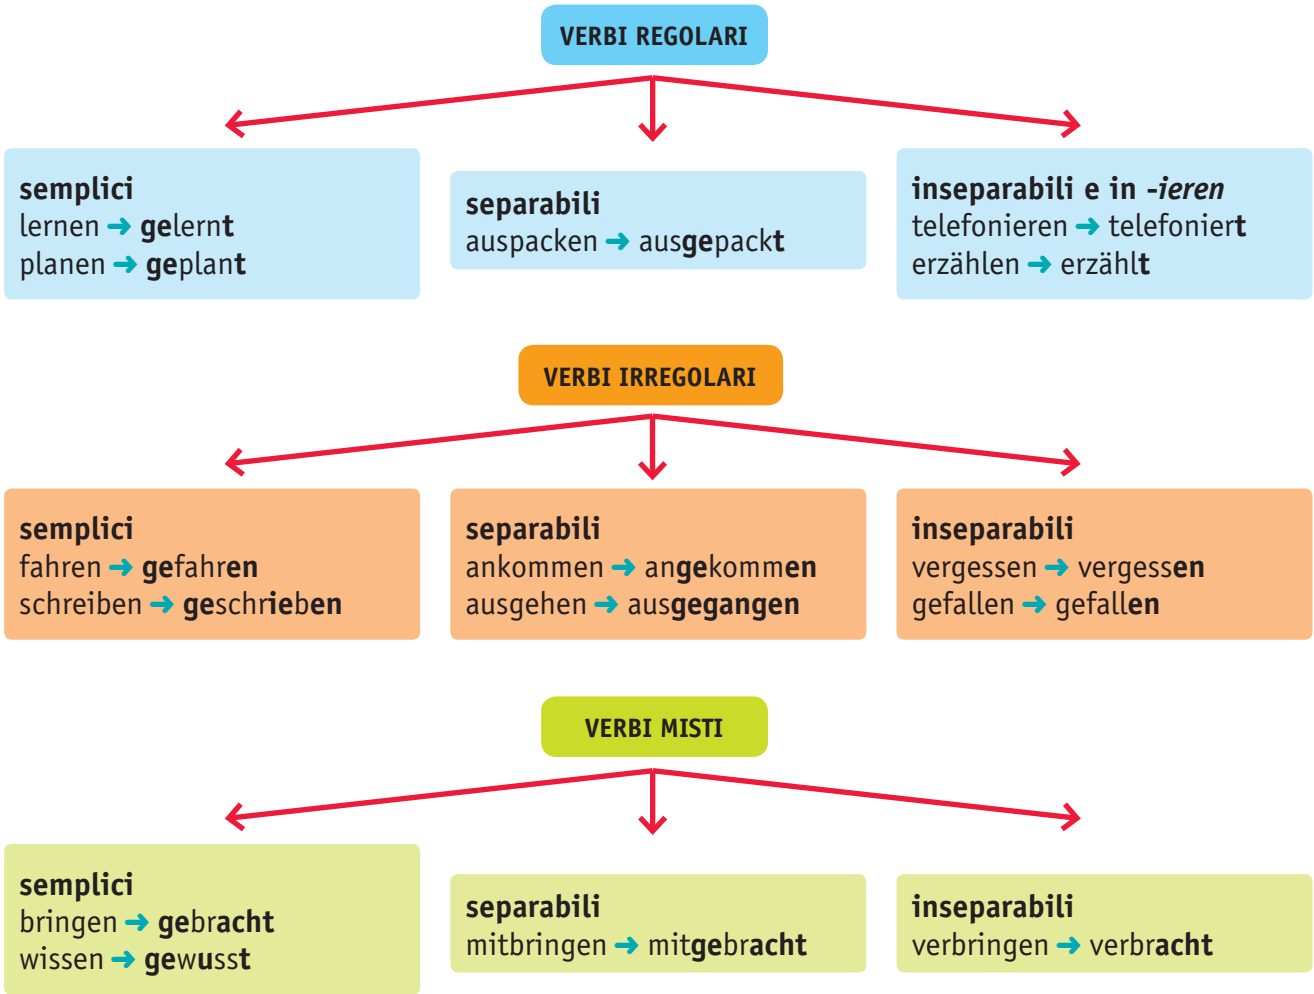 VERBI REGOLARI
semplici
lernen → gelernt
planen → geplant
separabili
auspacken → ausgepackt
inseparabili e in -ieren
telefonieren → telefoniert
erzählen → erzählt
VERBI IRREGOLARI
semplici
fahren → gefahren
schreiben → geschrieben
separabili
ankommen → angekommen
ausgehen → ausgegangen
inseparabili
vergessen → vergessen
gefallen → gefallen
VERBI MISTI
semplici
bringen → gebracht
wissen → gewusst
separabili
mitbringen → mitgebracht
inseparabili
verbringen → verbracht